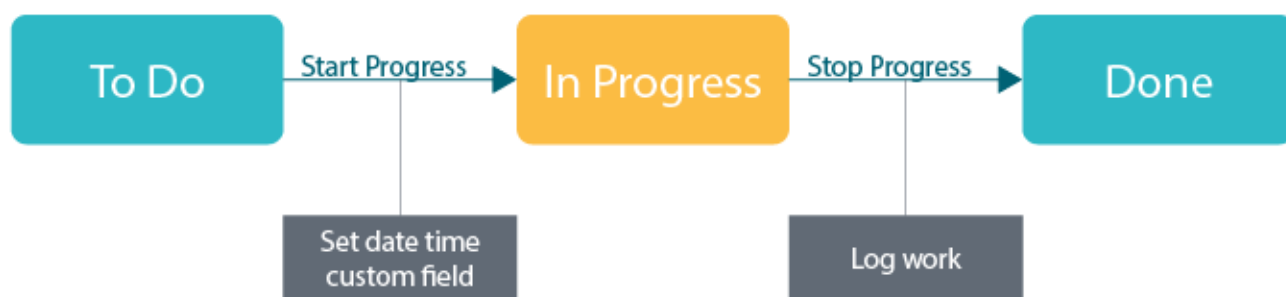 To Do
Start Progress
In Progress
Stop Progress
Done
Set date time
custom field
Log work